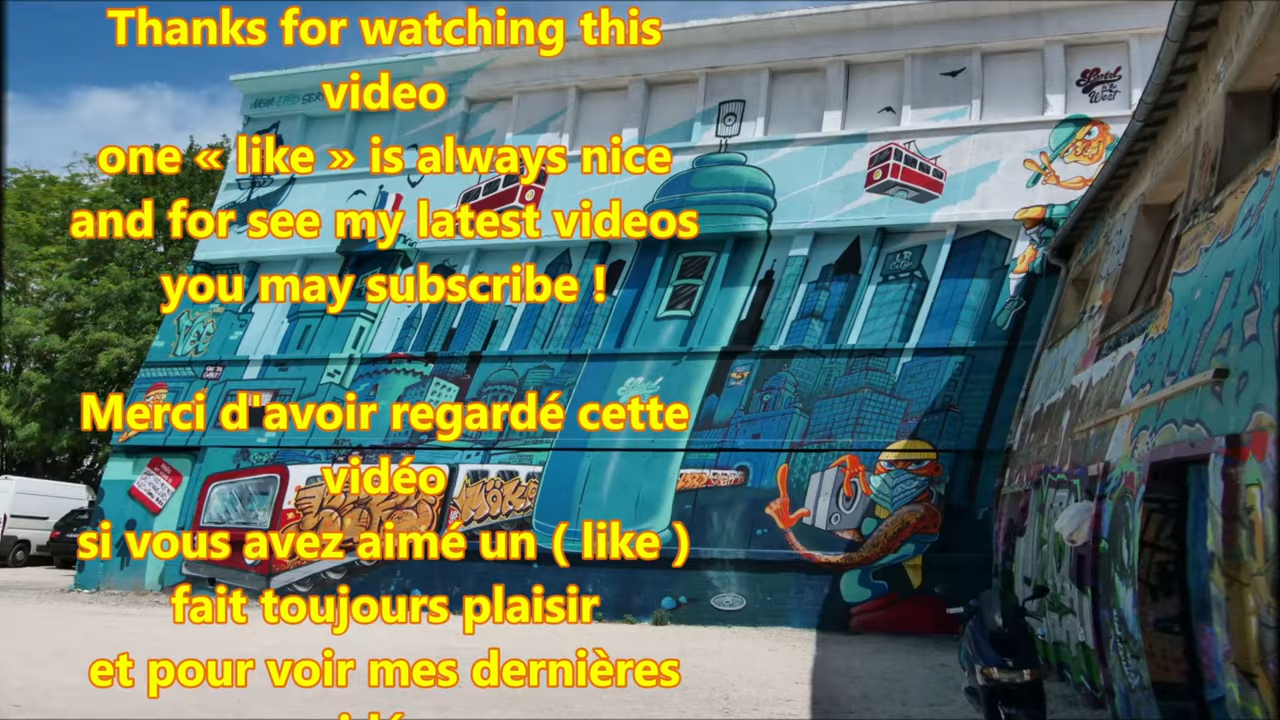 Thanks for watching this
video
one « like » is always nice
and for see my latest videos
you may subscribe !
Merci d'avoir regardé cette
vidéo
si vous avez aimé un ( like )
fait toujours plaisir
et pour voir mes dernières
LR
City